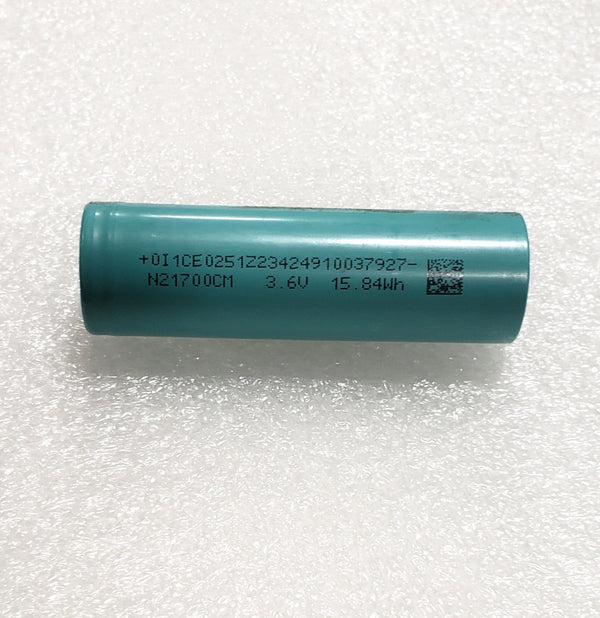 +0I1CE0251Z23424910037927-
N21700CM 3.6V 15.84Wh